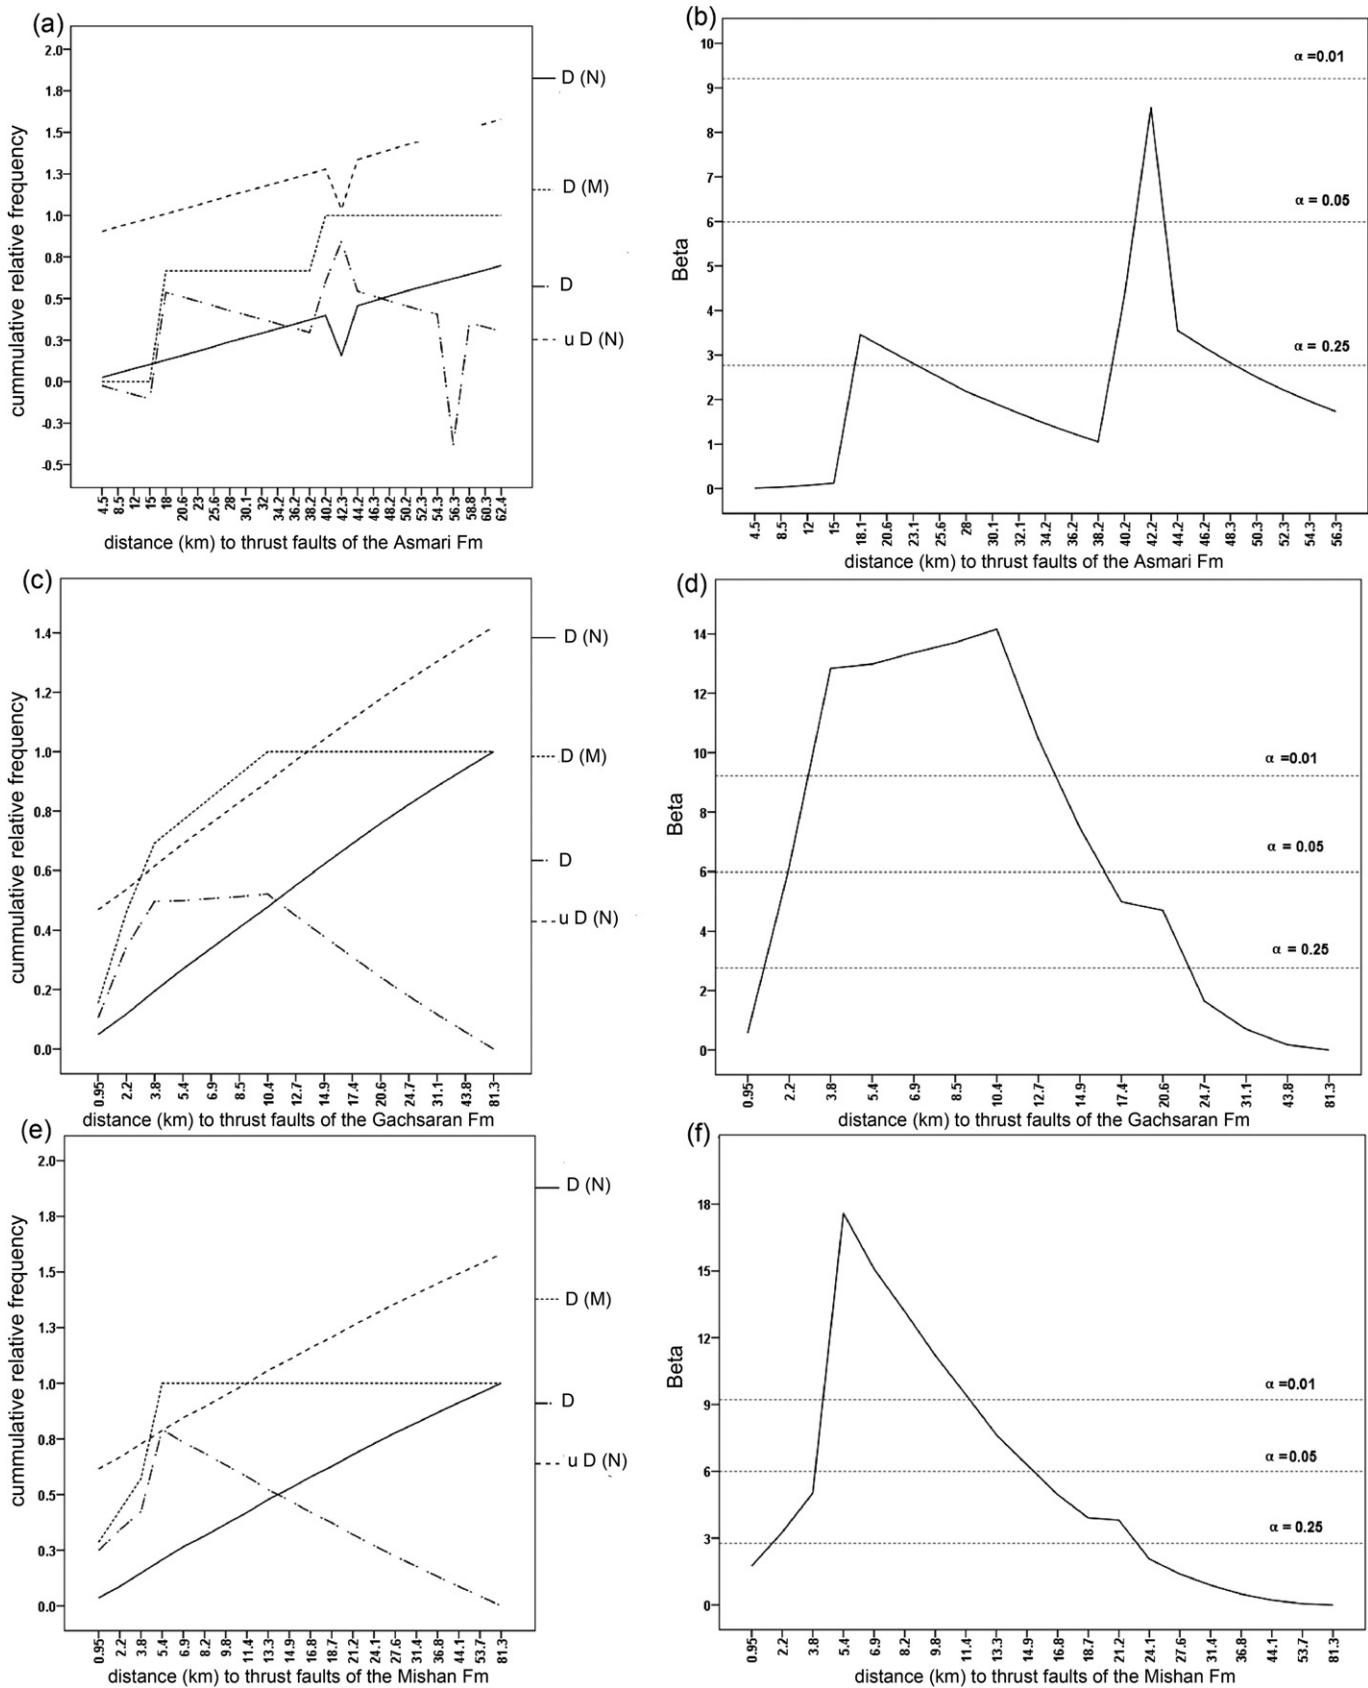 (a)
cummulative relative frequency
2.0
1.8
1.5
1.3
1.0
0.8
0.5
0.3
0.0
-0.3
-0.5
4.5 8.5 12 15 18 20.6 23 25.6 28 30.1 32 34.2 36.2 38.2 40.2 42.3 44.2 46.3 48.2 50.2 52.3 54.3 56.3 58.8 60.3 62.4
distance (km) to thrust faults of the Asmari Fm
D (N)
D (M)
D
u D (N)
(b)
Beta
10
9
8
7
6
5
4
3
2
1
0
α =0.01
α = 0.05
α = 0.25
4.5 8.5 12 15 18.1 20.6 23.1 25.6 28 30.1 32.1 34.2 36.2 38.2 40.2 42.2 44.2 46.2 48.2 50.3 52.3 54.3 56.3
distance (km) to thrust faults of the Asmari Fm
(c)
cummulative relative frequency
1.4
1.2
1.0
0.8
0.6
0.4
0.2
0.0
0.95 2.2 3.8 5.4 6.9 8.5 10.4 12.7 14.9 17.4 20.6 24.7 31.1 43.8 81.3
distance (km) to thrust faults of the Gachsaran Fm
D (N)
D (M)
D
u D (N)
(d)
Beta
14
12
10
8
6
4
2
0
α =0.01
α = 0.05
α = 0.25
0.95 2.2 3.8 5.4 6.9 8.5 10.4 12.7 14.9 17.4 20.6 24.7 31.1 43.8 81.3
distance (km) to thrust faults of the Gachsaran Fm
(e)
cummulative relative frequency
2.0
1.8
1.5
1.3
1.0
0.8
0.5
0.3
0.0
0.95 2.2 3.8 5.4 6.9 8.2 9.8 11.4 13.3 14.9 16.8 18.7 21.2 24.1 27.6 31.4 36.8 44.1 53.7 81.3
distance (km) to thrust faults of the Mishan Fm
D (N)
D (M)
D
u D (N)
(f)
Beta
18
15
12
9
6
3
0
α =0.01
α =0.05
α = 0.25
0.95 2.2 3.8 5.4 6.9 8.2 9.8 11.4 13.3 14.9 16.8 18.7 21.2 24.1 27.6 31.4 36.8 44.1 53.7 81.3
distance (km) to thrust faults of the Mishan Fm